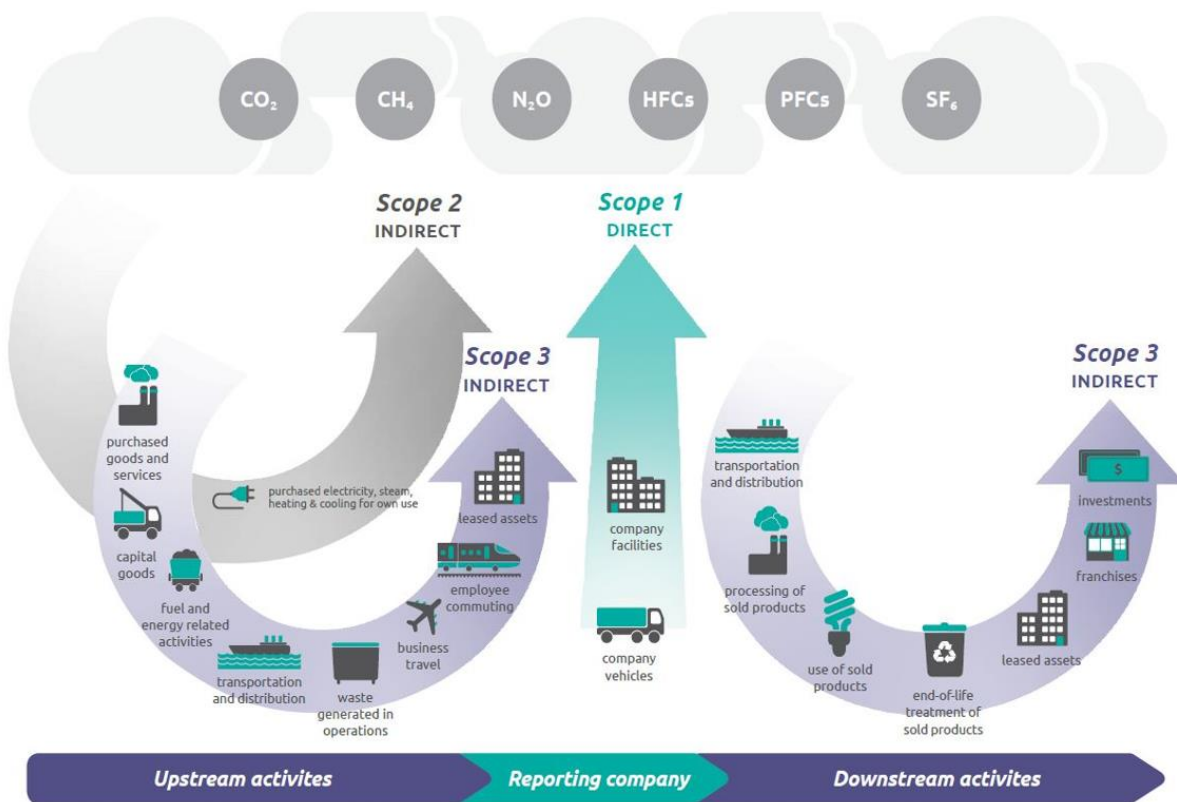 CO₂
CH₄
N₂O
HFCs
PFCs
SF₆
Scope 2
INDIRECT
Scope 1
DIRECT
Scope 3
INDIRECT
Scope 3
INDIRECT
purchased
goods and
services
capital
goods
fuel and
energy related
activities
purchased electricity, steam,
heating & cooling for own use
transportation
and distribution
waste
generated in
operations
business
travel
employee
commuting
leased assets
company
facilities
company
vehicles
transportation
and distribution
processing of
sold products
use of sold
products
end-of-life
treatment of
sold products
leased assets
franchises
$
investments
Upstream activites
Reporting company
Downstream activites